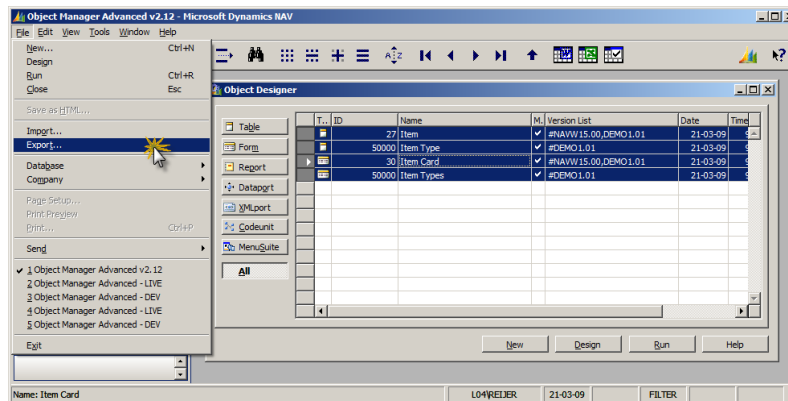 Object Manager Advanced v2.12 - Microsoft Dynamics NAV
File Edit View Tools Window Help
New... Ctrl+N
Design
Run Ctrl+R
Close Esc
Save as HTML...
Import...
Export...
Database
Company
Page Setup...
Print Preview
Print... Ctrl+P
Send
1 Object Manager Advanced v2.12
2 Object Manager Advanced - LIVE
3 Object Manager Advanced - DEV
4 Object Manager Advanced - LIVE
5 Object Manager Advanced - DEV
Exit
Object Designer
Table
Form
Report
Dataport
XMLport
Codeunit
MenuSuite
All
T.. ID Name M. Version List Date Time
27 Item #NAVW15.00,DEMO1.01 21-03-09 9
50000 Item Type #DEMO1.01 21-03-09 9
30 Item Card #NAVW15.00,DEMO1.01 21-03-09 9
50000 Item Types #DEMO1.01 21-03-09 9
New Design Run Help
Name: Item Card L04\REIJER 21-03-09 FILTER